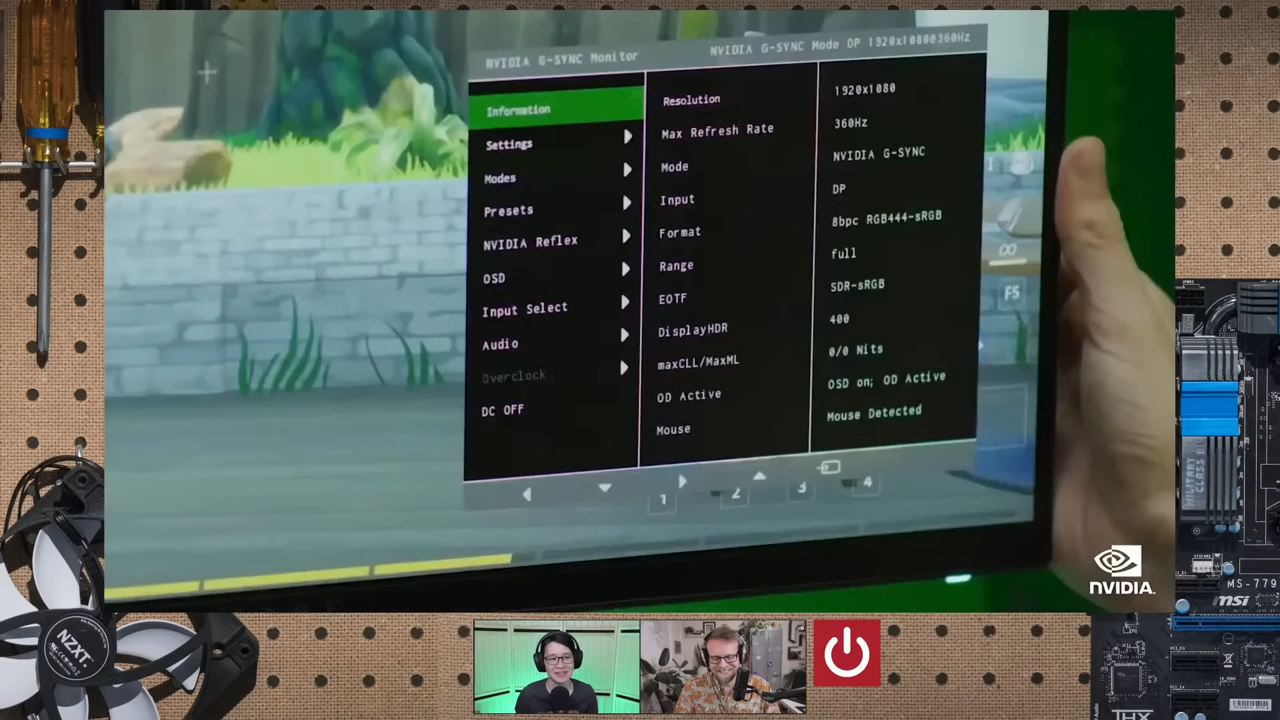 NVIDIA G-SYNC Monitor
NVIDIA G-SYNC Mode DP 1920x1080@360Hz
Information
Settings
Modes
Presets
NVIDIA Reflex
OSD
Input Select
Audio
Overclock
DC OFF
Resolution
Max Refresh Rate
Mode
Input
Format
Range
EOTF
DisplayHDR
maxCLL/MaxML
OD Active
Mouse
1920x1080
360Hz
NVIDIA G-SYNC
DP
8bpc RGB444-sRGB
full
SDR-sRGB
400
0/0 Nits
OSD on; OD Active
Mouse Detected
1
2
3
4
F5
NVIDIA
NZXT
MILITARY
MS-779
msi
THX